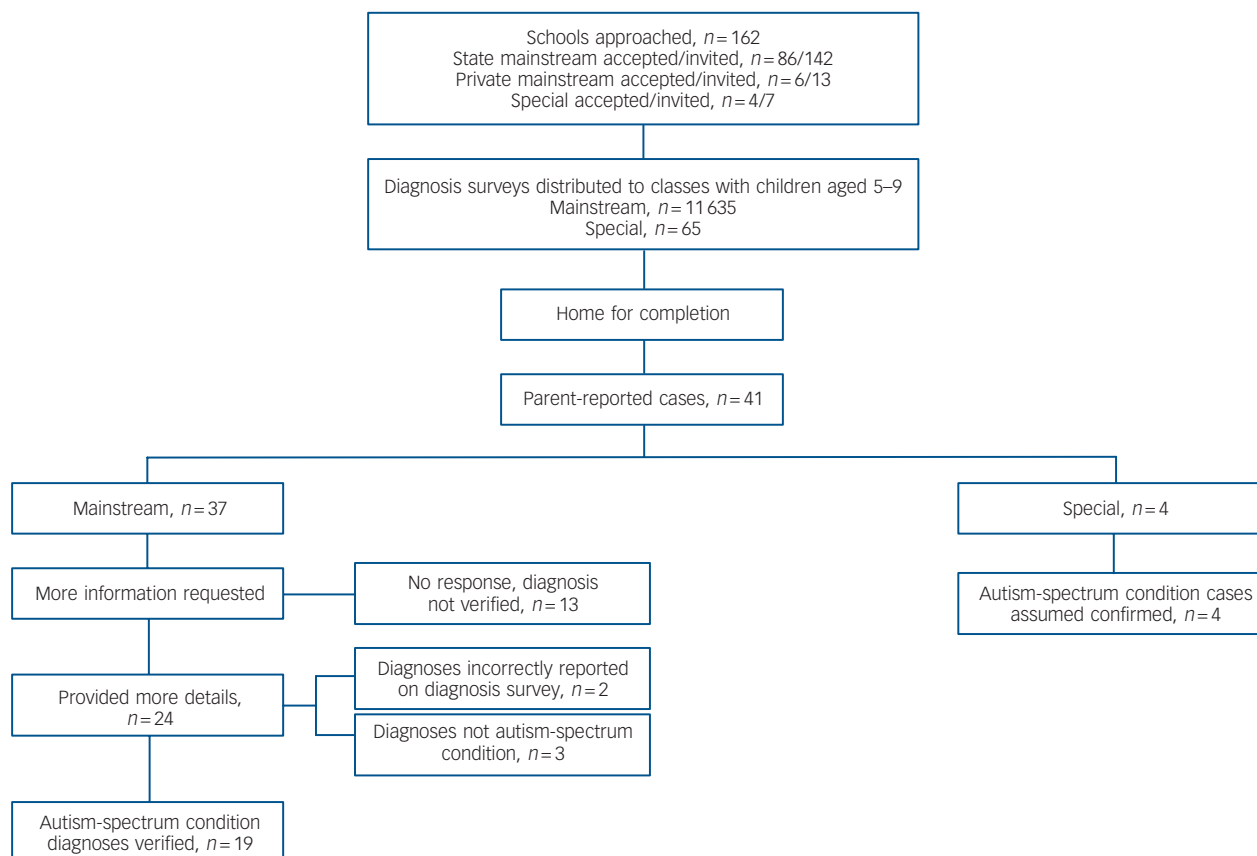 Schools approached, n=162
State mainstream accepted/invited, n=86/142
Private mainstream accepted/invited, n=6/13
Special accepted/invited, n=4/7
Diagnosis surveys distributed to classes with children aged 5–9
Mainstream, n=11 635
Special, n=65
Home for completion
Parent-reported cases, n=41
Mainstream, n=37
More information requested
No response, diagnosis
not verified, n=13
Provided more details,
n=24
Diagnoses incorrectly reported
on diagnosis survey, n=2
Diagnoses not autism-spectrum
condition, n=3
Autism-spectrum condition
diagnoses verified, n=19
Special, n=4
Autism-spectrum condition cases
assumed confirmed, n=4